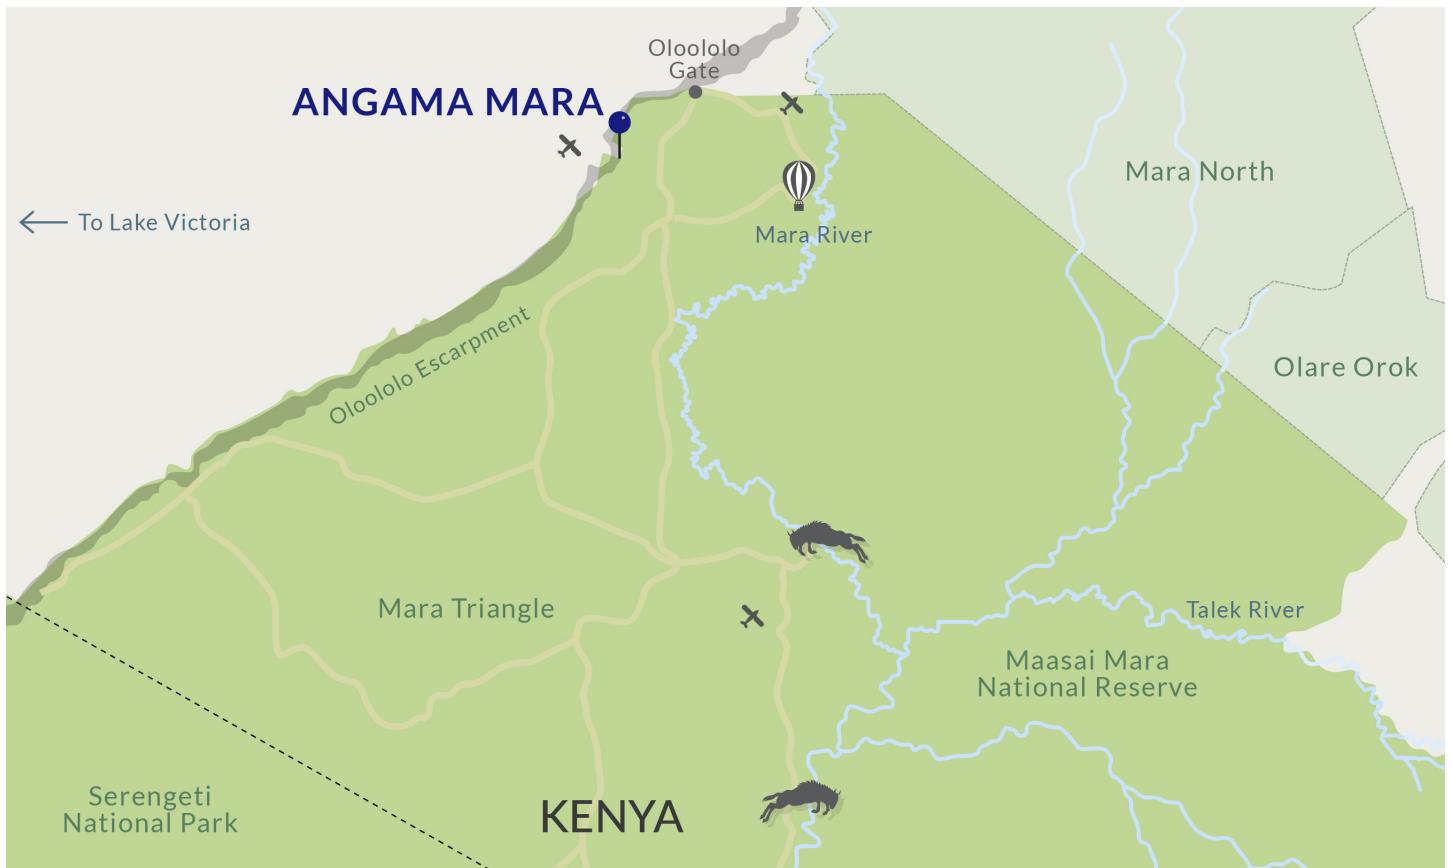 Oloololo
Gate
ANGAMA MARA
Mara North
To Lake Victoria
Mara River
Oloololo Escarpment
Olare Orok
Mara Triangle
Talek River
Maasai Mara
National Reserve
Serengeti
National Park
KENYA